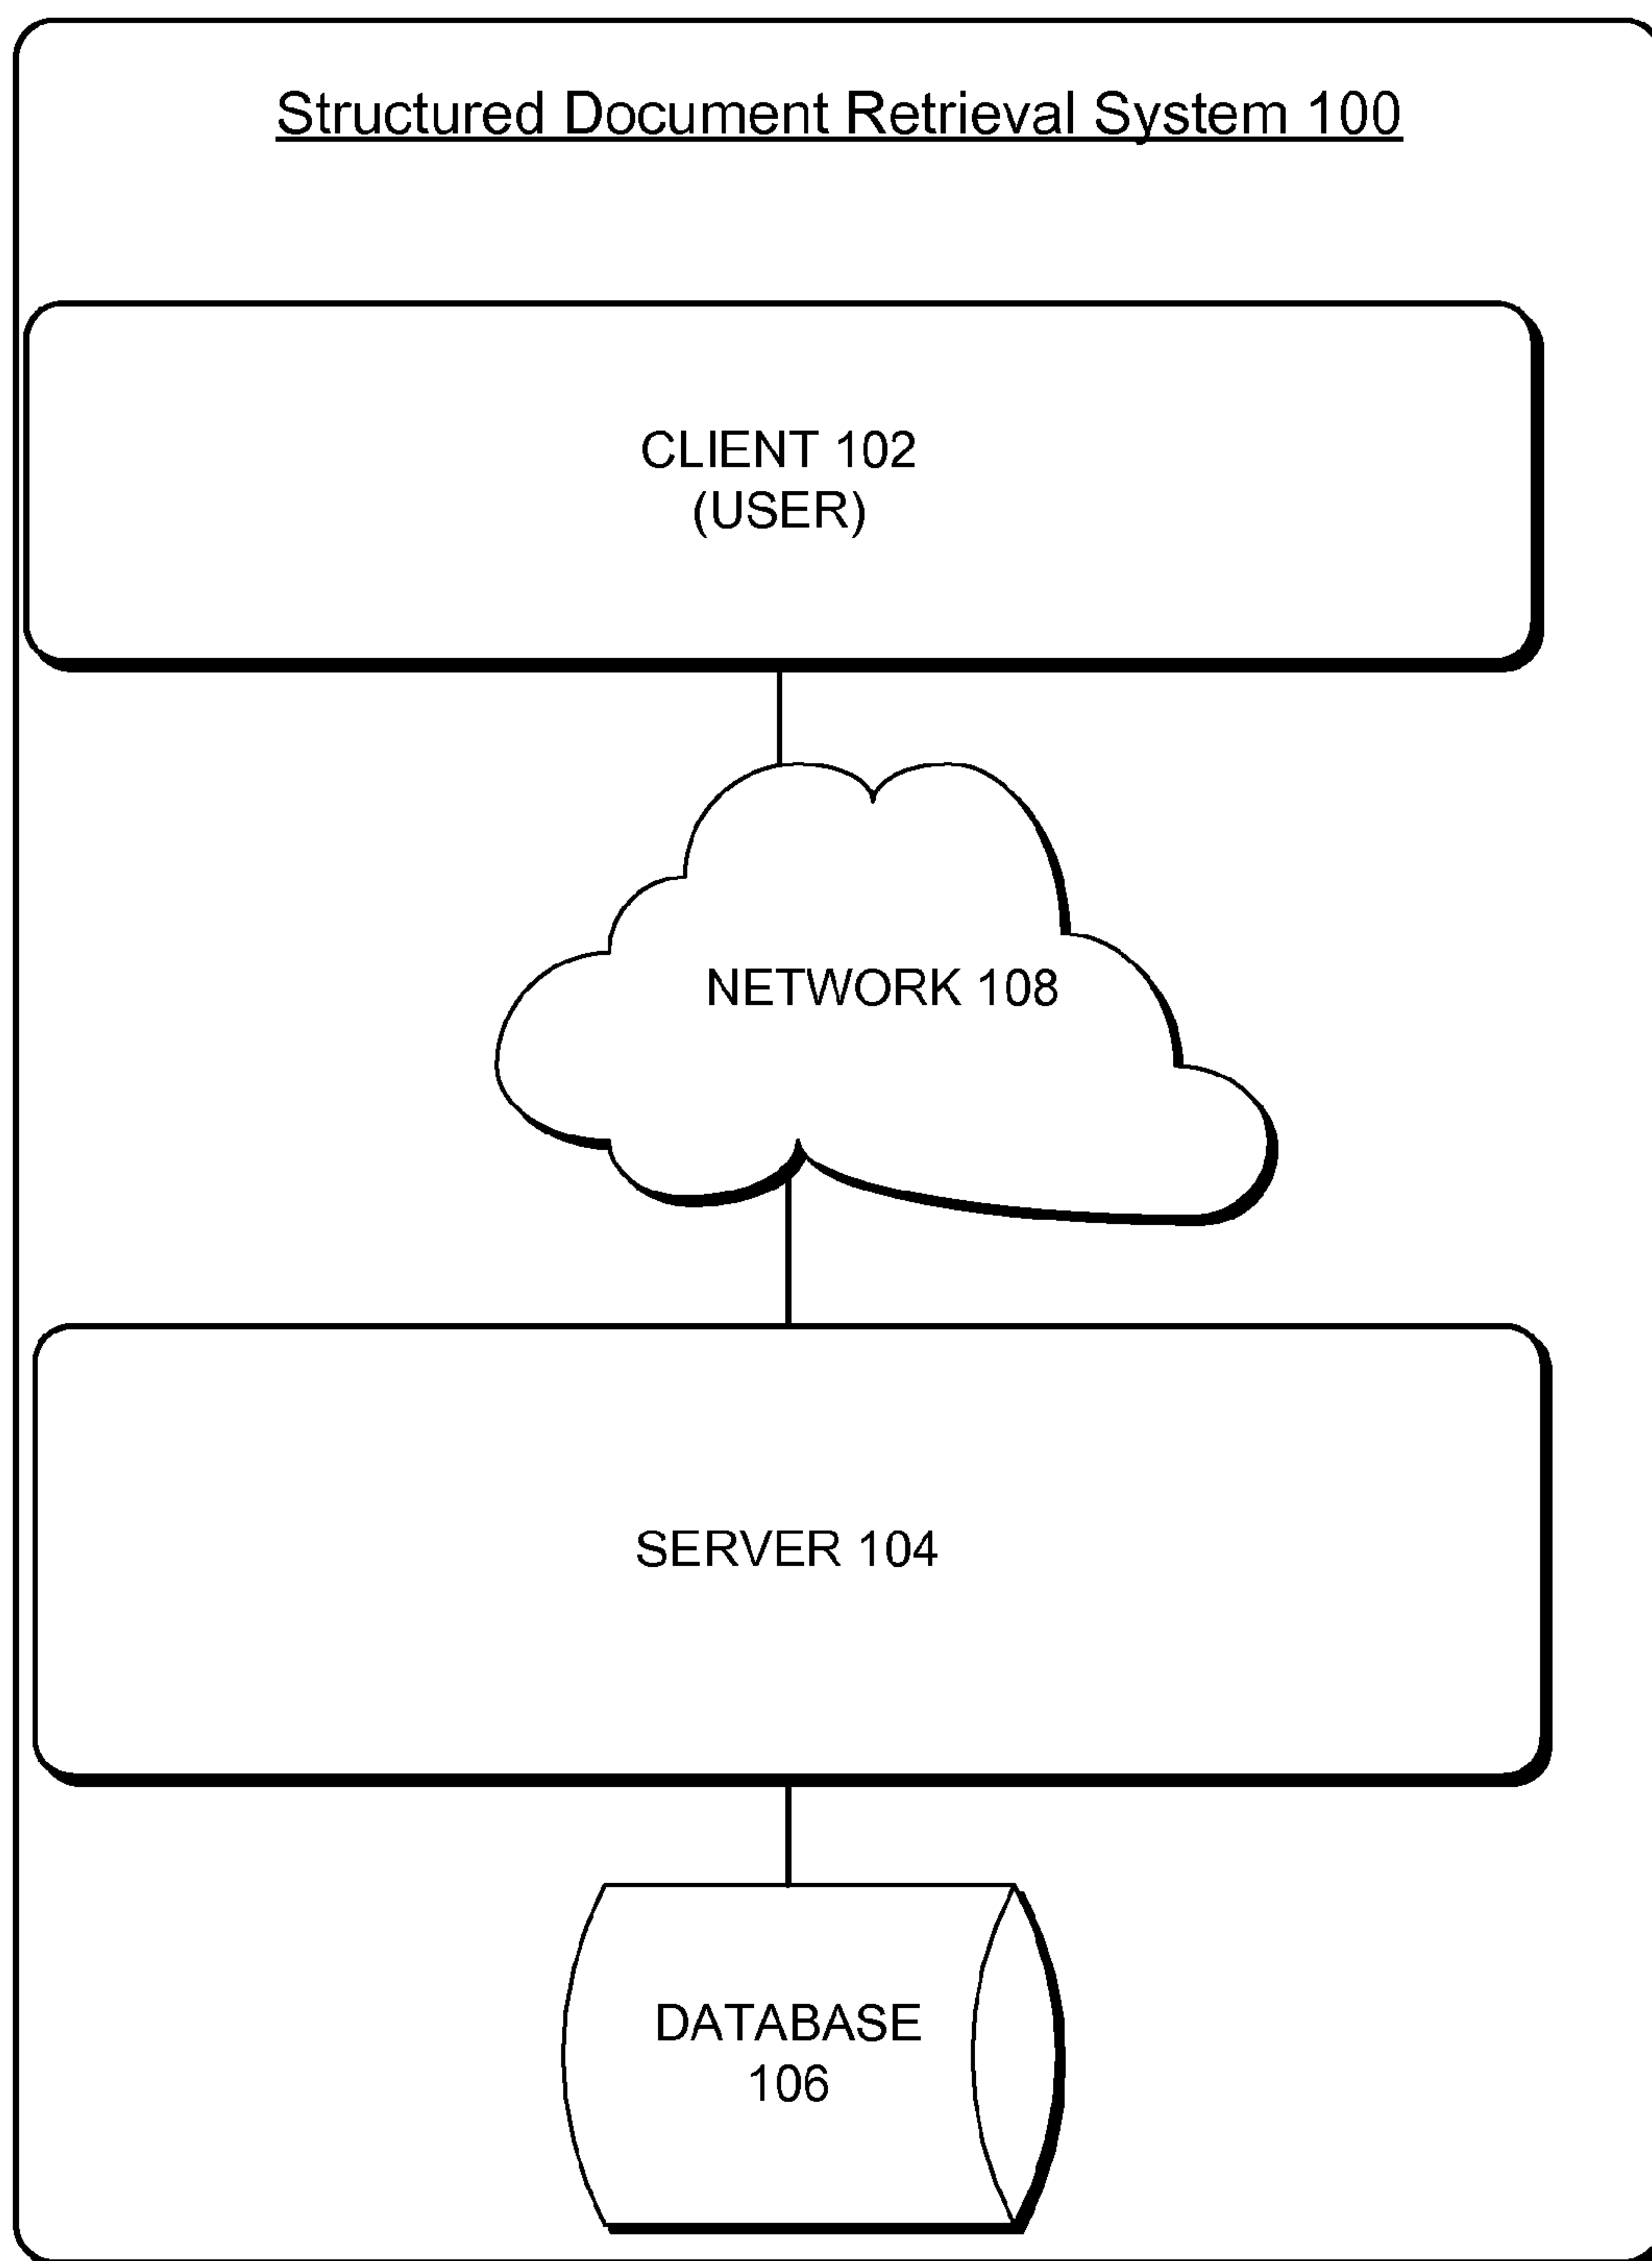 Structured Document Retrieval System 100
CLIENT 102
(USER)
NETWORK 108
SERVER 104
DATABASE
106